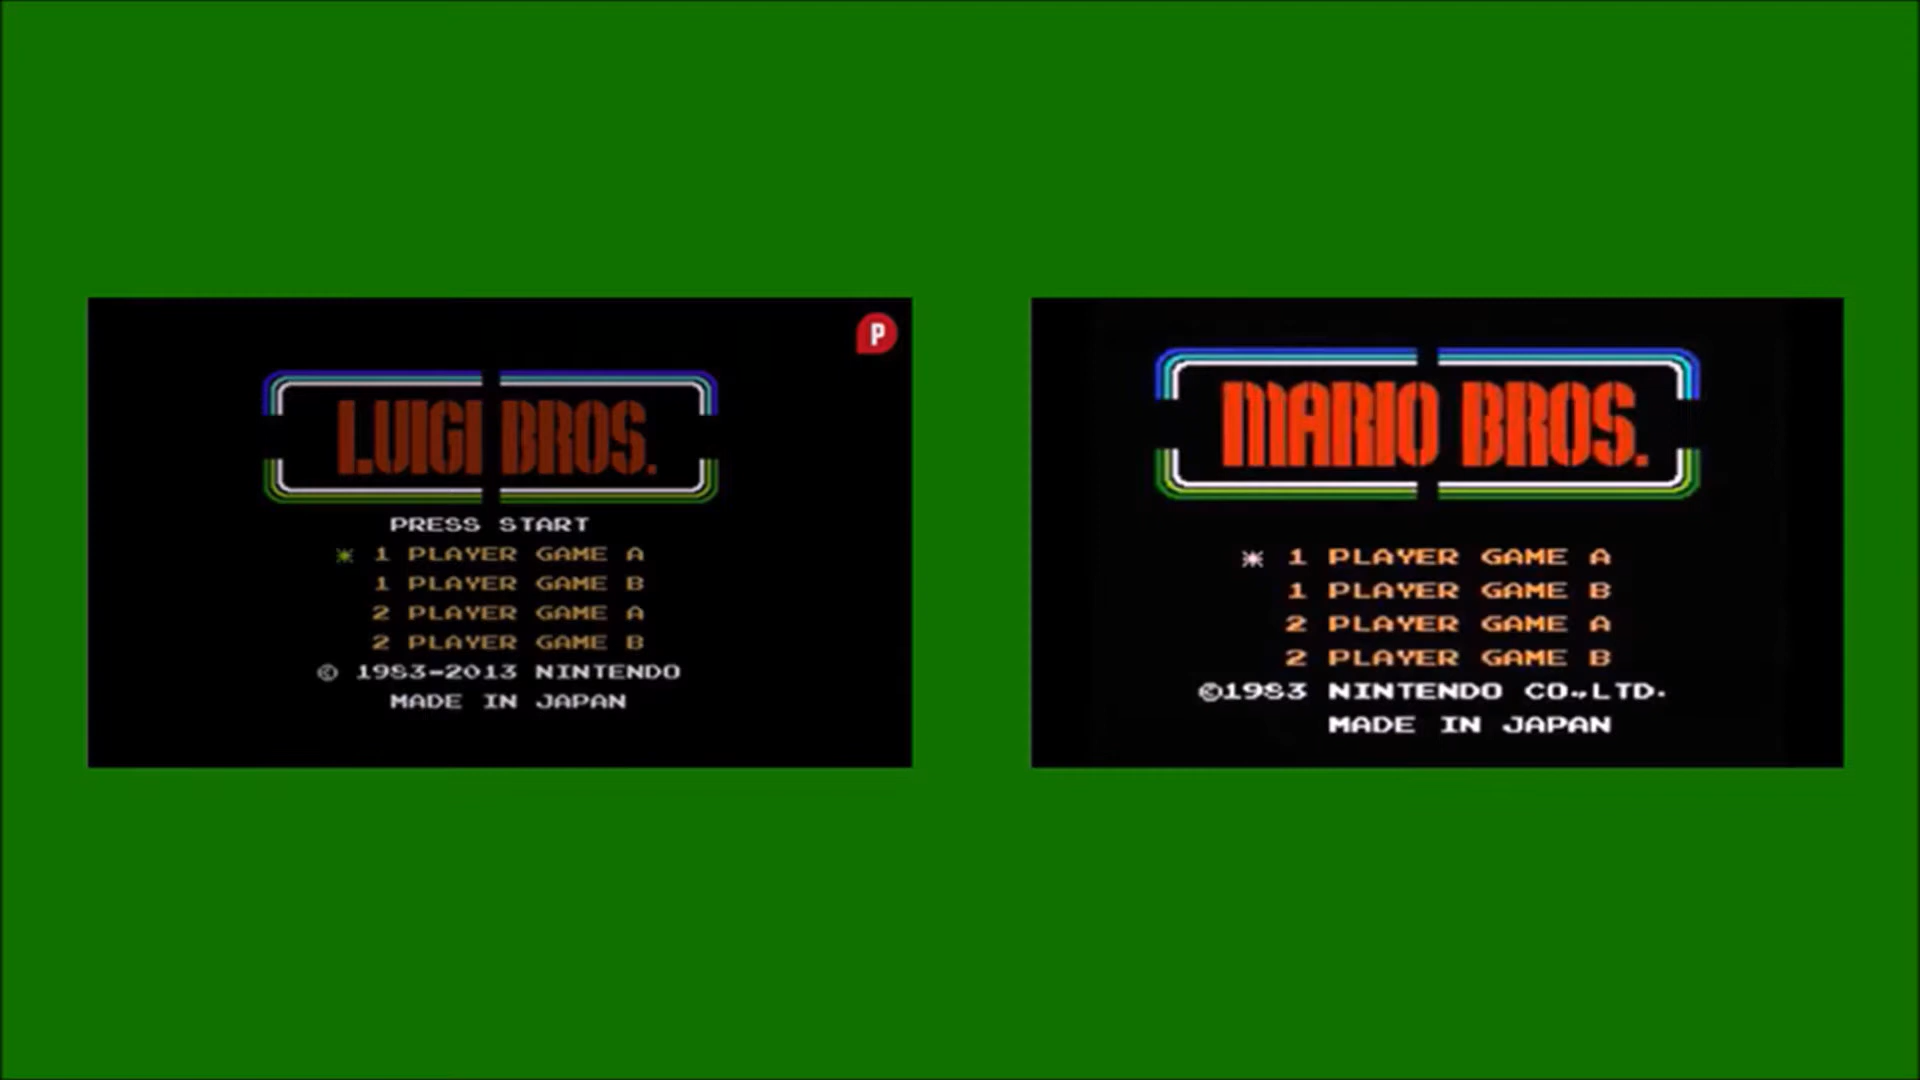 P
LUIGI BROS.
PRESS START
1 PLAYER GAME A
1 PLAYER GAME B
2 PLAYER GAME A
2 PLAYER GAME B
© 1983-2013 NINTENDO
MADE IN JAPAN
MARIO BROS.
1 PLAYER GAME A
1 PLAYER GAME B
2 PLAYER GAME A
2 PLAYER GAME B
©1983 NINTENDO CO.,LTD.
MADE IN JAPAN